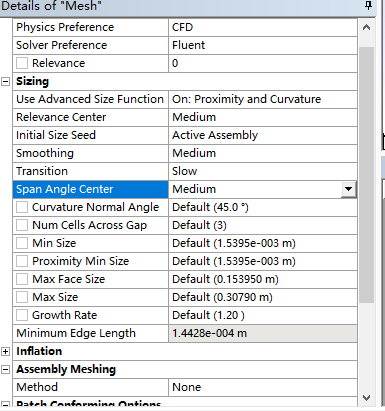 Details of "Mesh"
Physics Preference CFD
Solver Preference Fluent
Relevance 0
Sizing
Use Advanced Size Function On: Proximity and Curvature
Relevance Center Medium
Initial Size Seed Active Assembly
Smoothing Medium
Transition Slow
Span Angle Center Medium
Curvature Normal Angle Default (45.0 °)
Num Cells Across Gap Default (3)
Min Size Default (1.5395e-003 m)
Proximity Min Size Default (1.5395e-003 m)
Max Face Size Default (0.153950 m)
Max Size Default (0.30790 m)
Growth Rate Default (1.20 )
Minimum Edge Length 1.4428e-004 m
Inflation
Assembly Meshing
Method None
Patch Conforming Options